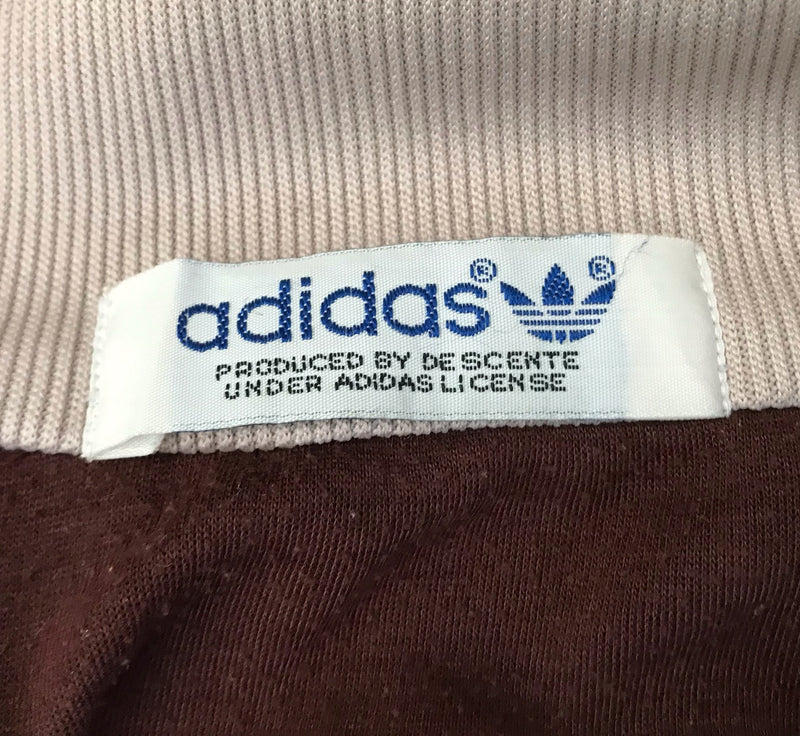 adidas® ®
PRODUCED BY DESCENTE
UNDER ADIDAS LICENSE